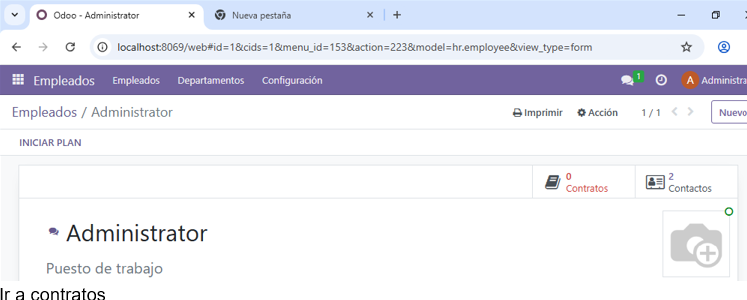 Odoo - Administrator
Nueva pestaña
localhost:8069/web#id=1&cids=1&menu_id=153&action=223&model=hr.employee&view_type=form
Empleados Empleados Departamentos Configuración 1 A Administra
Empleados / Administrator Imprimir Acción 1 / 1 Nuevo
INICIAR PLAN
0 2
Contratos Contactos
Administrator
Puesto de trabajo
Ir a contratos